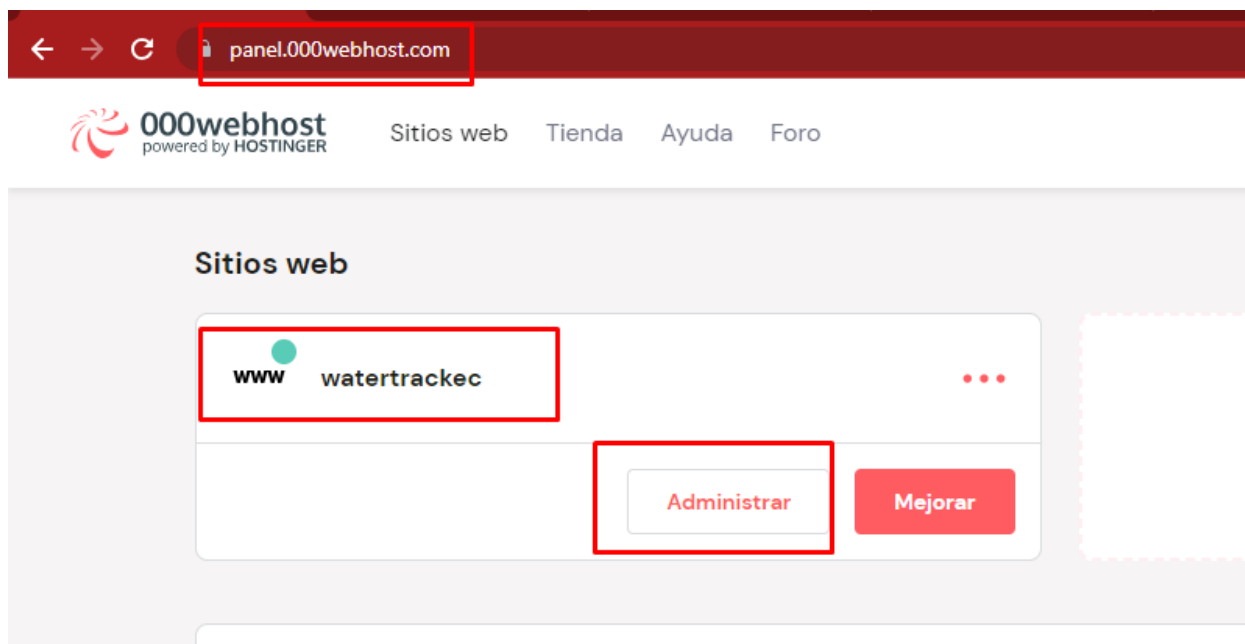 panel.000webhost.com
000webhost
powered by HOSTINGER
Sitios web Tienda Ayuda Foro
Sitios web
www watertrackec
Administrar Mejorar